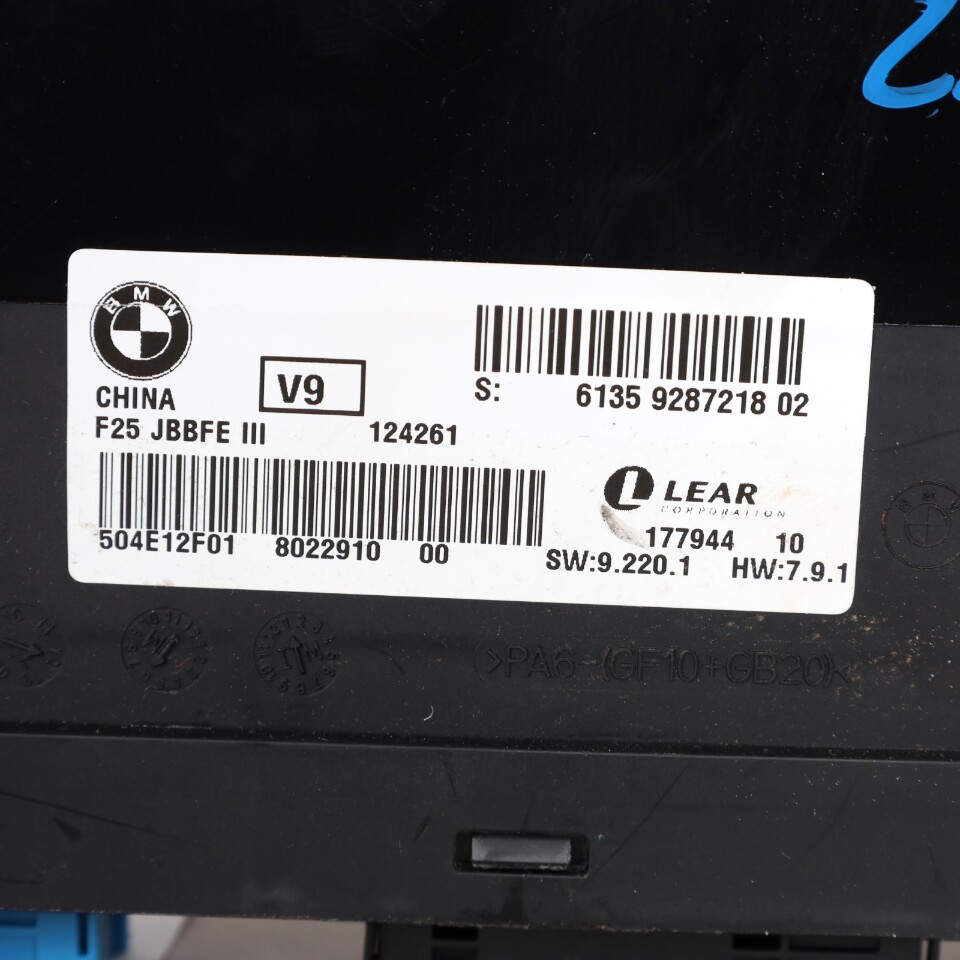 BMW
CHINA
V9
S: 6135 9287218 02
F25 JBBFE III 124261
LEAR
CORPORATION
504E12F01 8022910 00
177944 10
SW:9.220.1 HW:7.9.1
>PA6-(GF10+GB20)<